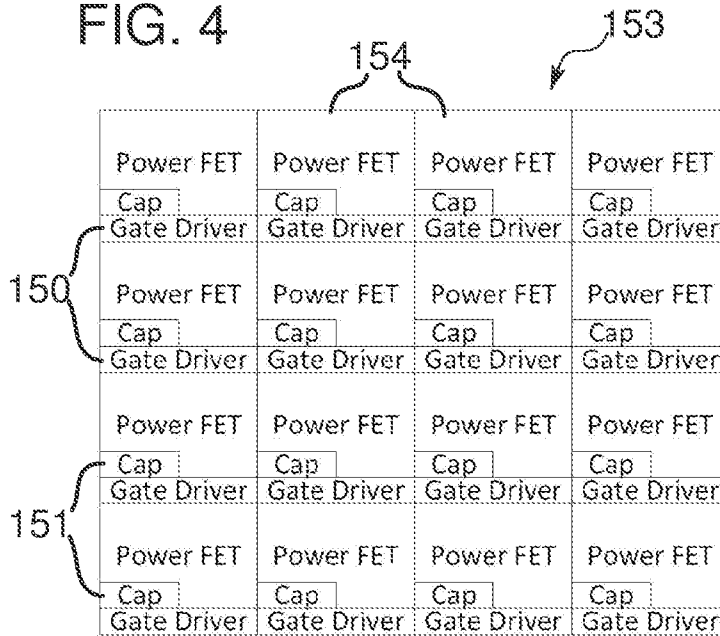 FIG. 4
153
154
Power FET Power FET Power FET Power FET
Cap Cap Cap Cap
Gate Driver Gate Driver Gate Driver Gate Driver
150
Power FET Power FET Power FET Power FET
Cap Cap Cap Cap
Gate Driver Gate Driver Gate Driver Gate Driver
Power FET Power FET Power FET Power FET
Cap Cap Cap Cap
Gate Driver Gate Driver Gate Driver Gate Driver
151
Power FET Power FET Power FET Power FET
Cap Cap Cap Cap
Gate Driver Gate Driver Gate Driver Gate Driver